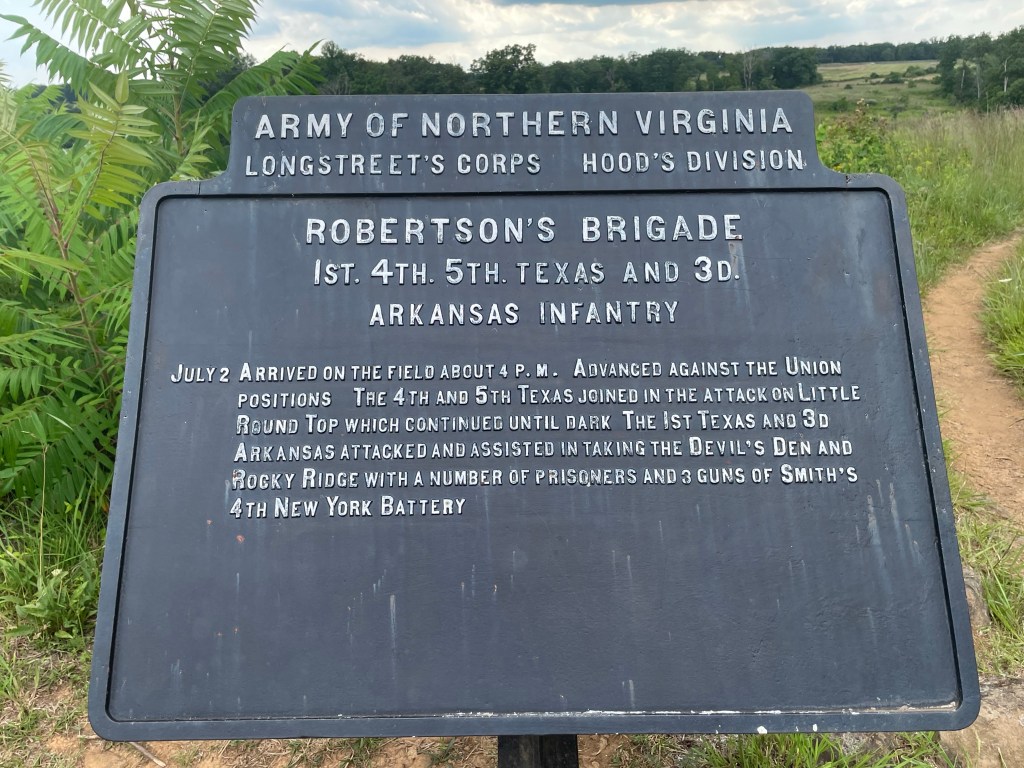 ARMY OF NORTHERN VIRGINIA
LONGSTREET'S CORPS HOOD'S DIVISION
ROBERTSON'S BRIGADE
1ST. 4TH. 5TH. TEXAS AND 3D.
ARKANSAS INFANTRY
JULY 2 ARRIVED ON THE FIELD ABOUT 4 P. M. ADVANCED AGAINST THE UNION
POSITIONS THE 4TH AND 5TH TEXAS JOINED IN THE ATTACK ON LITTLE
ROUND TOP WHICH CONTINUED UNTIL DARK THE 1ST TEXAS AND 3D
ARKANSAS ATTACKED AND ASSISTED IN TAKING THE DEVIL'S DEN AND
ROCKY RIDGE WITH A NUMBER OF PRISONERS AND 3 GUNS OF SMITH'S
4TH NEW YORK BATTERY